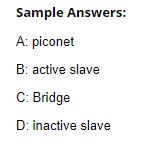 Sample Answers:
A: piconet
B: active slave
C: Bridge
D: inactive slave